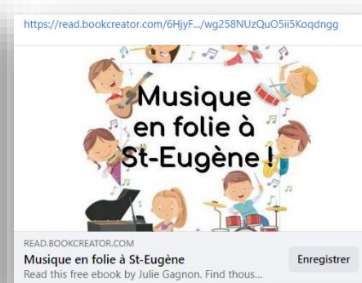 https://read.bookcreator.com/6HjyF.../wg258NUzQuO5ii5Koqdngg
Musique
en folie à
St-Eugène !
READ.BOOKCREATOR.COM
Musique en folie à St-Eugène
Read this free ebook by Julie Gagnon. Find thous...
Enregistrer